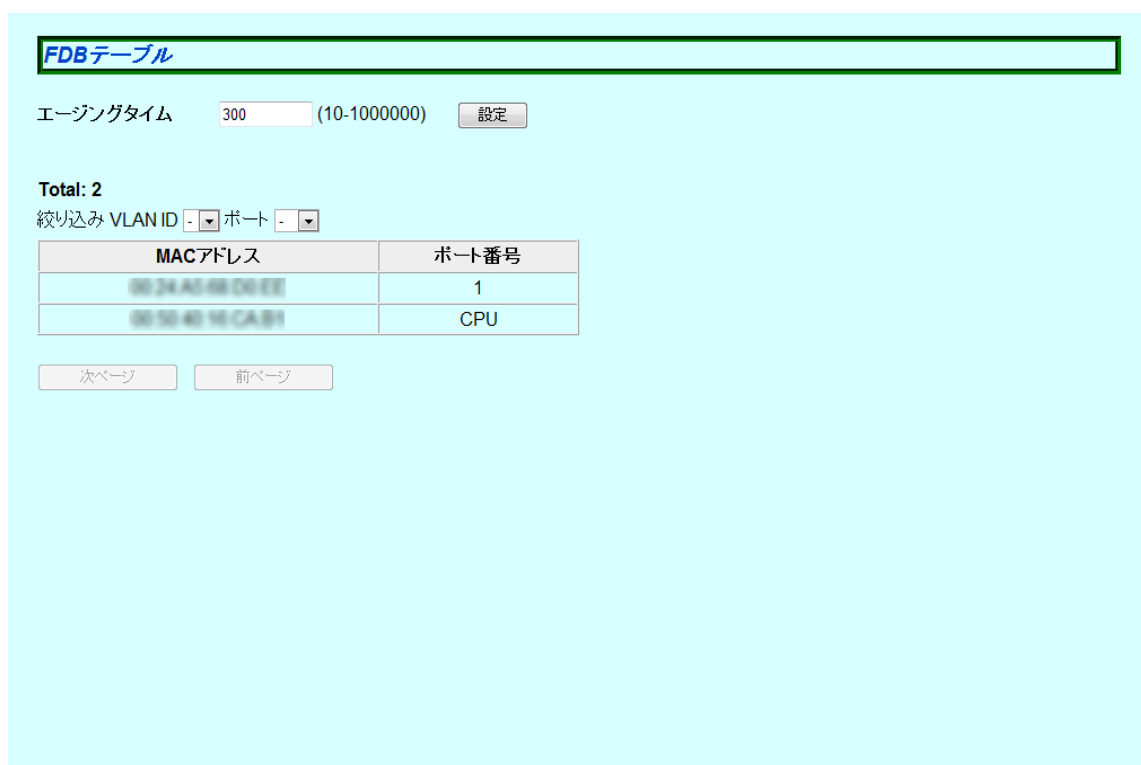 FDBテーブル
エージングタイム 300 (10-1000000) 設定
Total: 2
絞り込み VLAN ID - ポート -
MACアドレス ポート番号
1
CPU
次ページ 前ページ